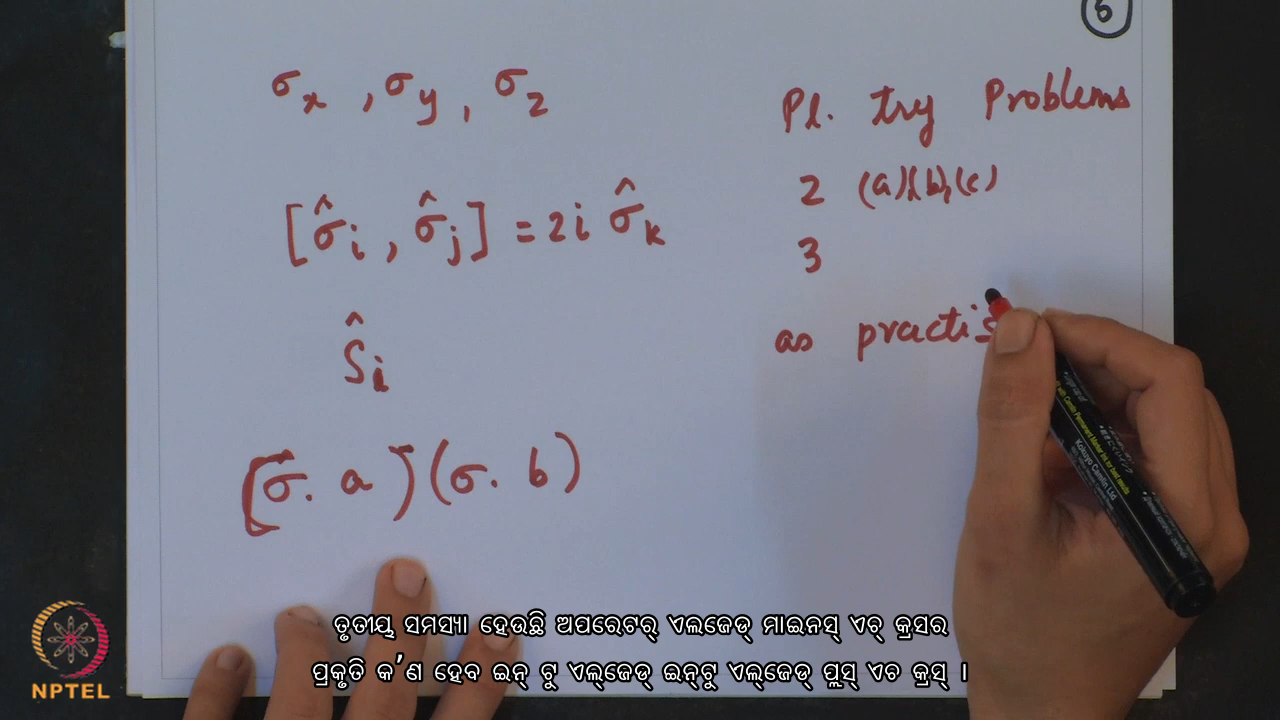 6
σx , σy , σz
Pl. try Problems
[σ̂i , σ̂j] = 2i σ̂k
2 (a),(b),(c)
3
Ŝi
as practis
(σ. a)(σ. b)
ତୃତୀୟ ସମସ୍ୟା ହେଉଛି ଅପରେଟର୍ ଏଲଜେଡ୍ ମାଇନସ୍ ଏଚ୍ କ୍ରସର
ପ୍ରକୃତି କ'ଣ ହେବ ଇନ୍ ଟୁ ଏଲ୍‌ଜେଡ୍ ଇନ୍‌ଟୁ ଏଲ୍‌ଜେଡ୍ ପ୍ଲସ୍ ଏଚ କ୍ରସ୍ ।
NPTEL